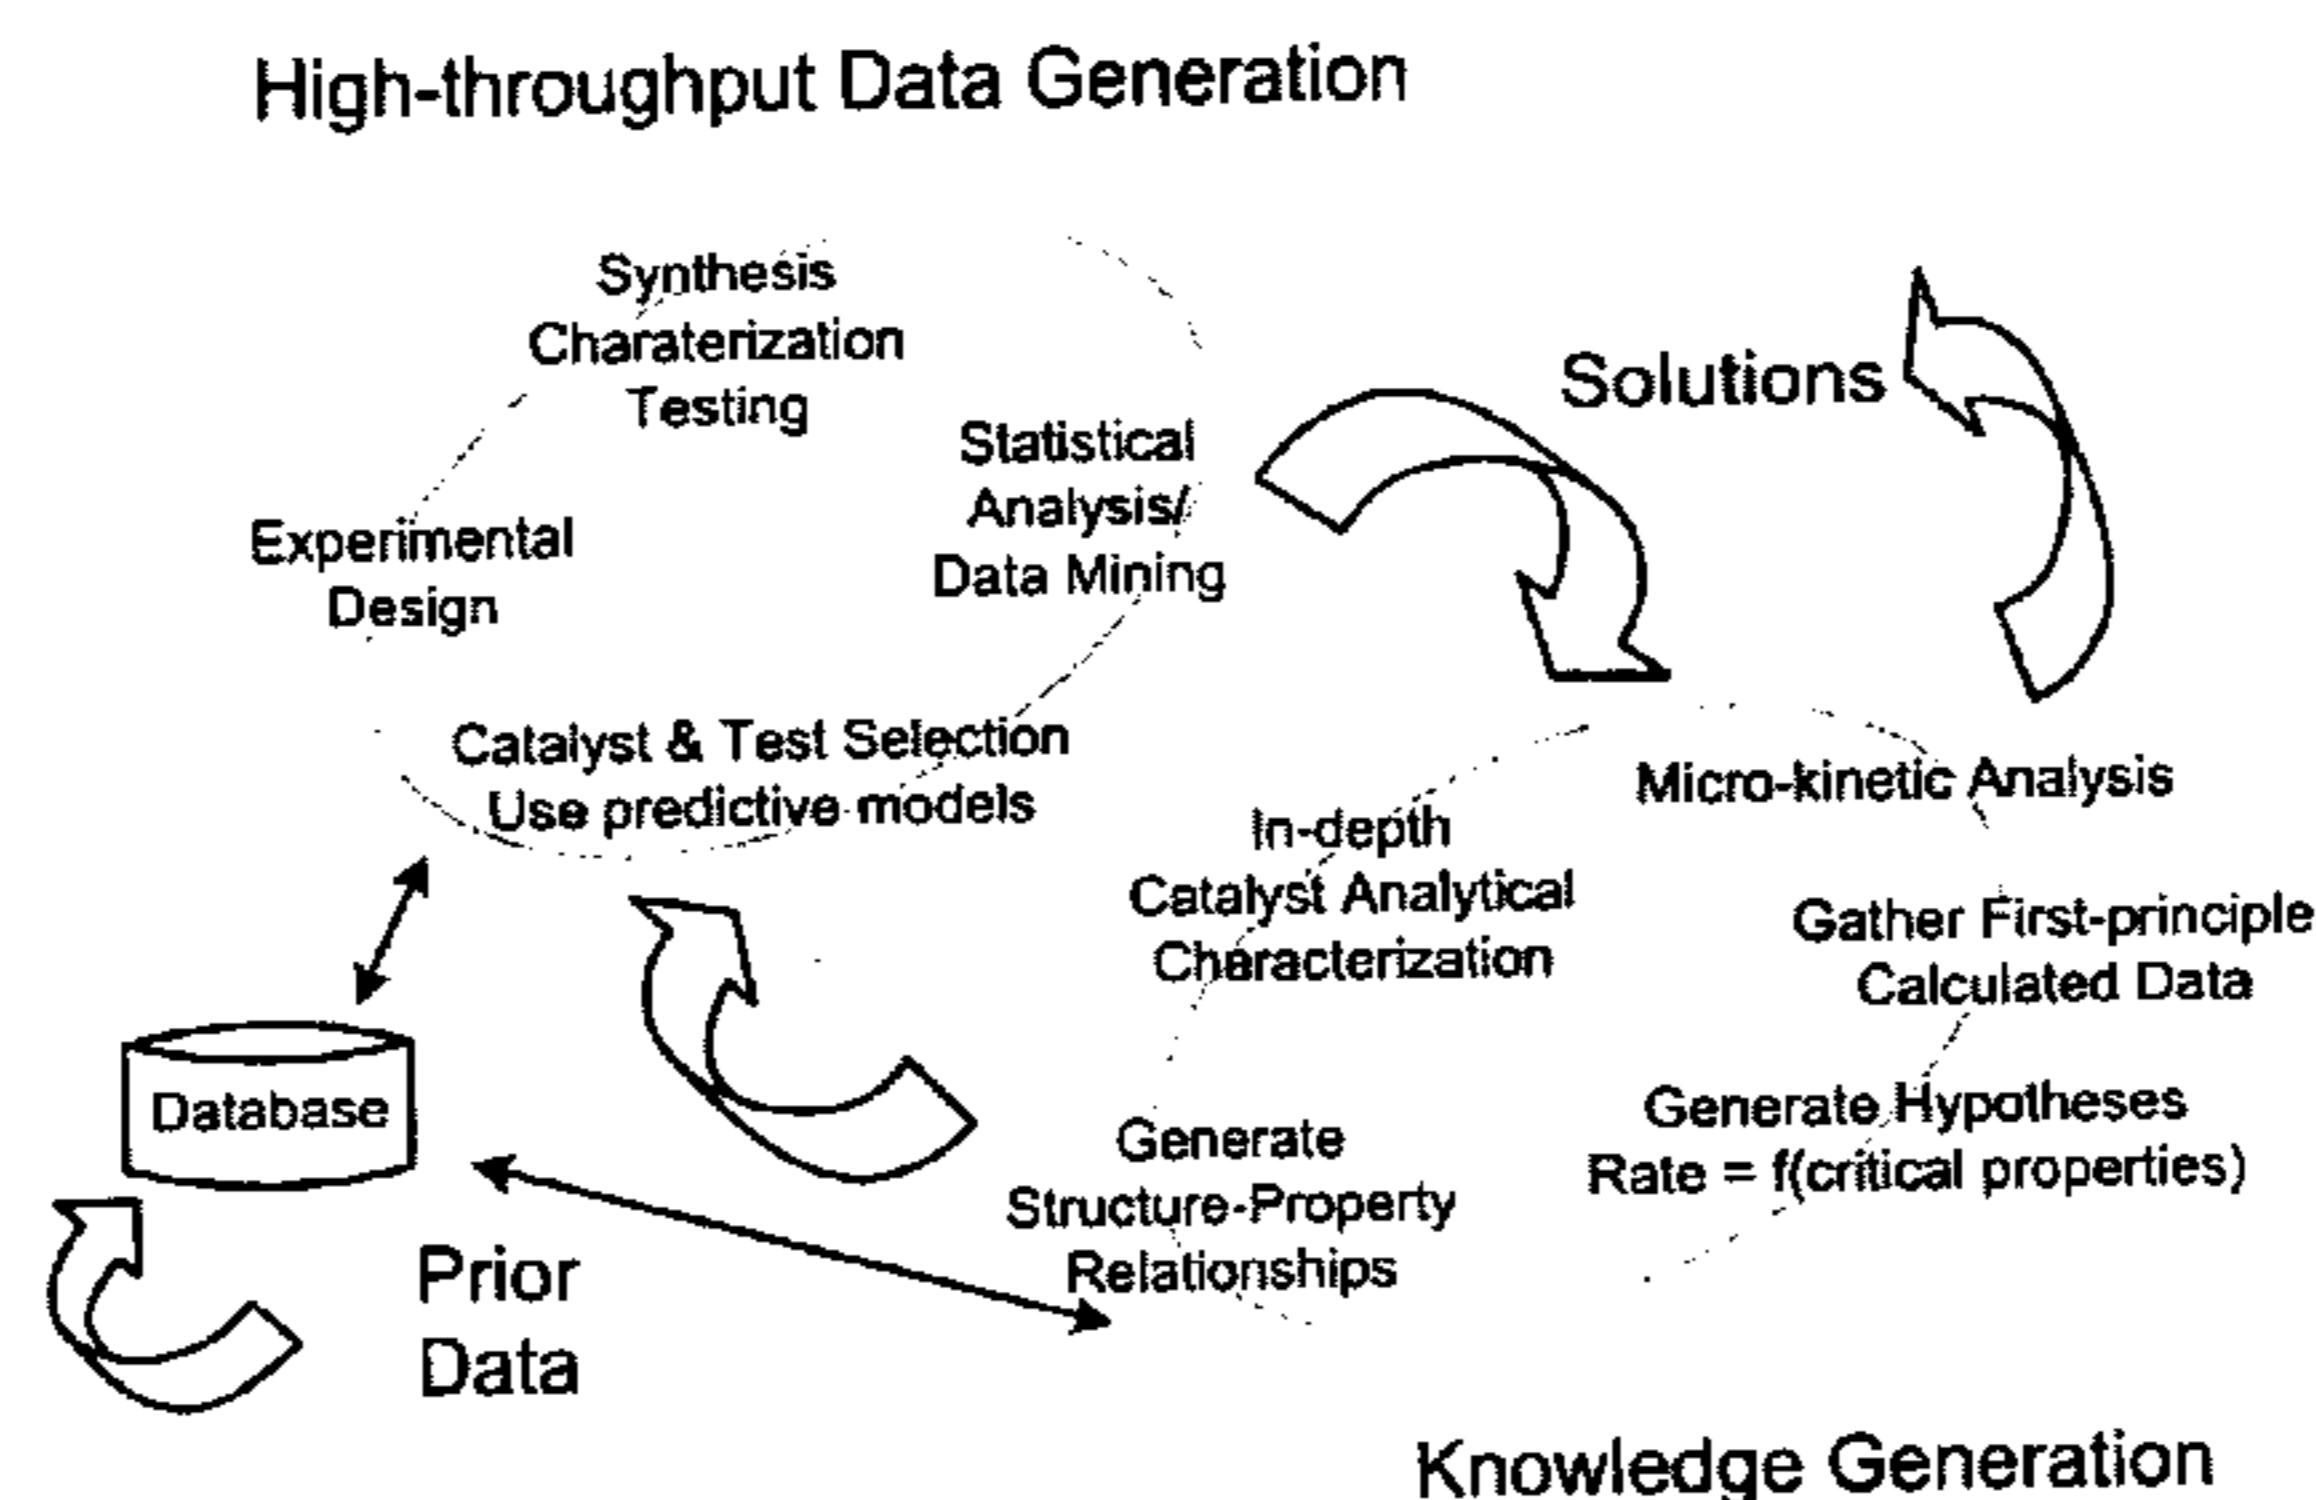 High-throughput Data Generation
Synthesis
Charaterization
Testing
Statistical
Analysis/
Data Mining
Experimental
Design
Catalyst & Test Selection
Use predictive models
Solutions
Micro-kinetic Analysis
In-depth
Catalyst Analytical
Characterization
Gather First-principle
Calculated Data
Generate Hypotheses
Rate = f(critical properties)
Generate
Structure-Property
Relationships
Database
Prior
Data
Knowledge Generation